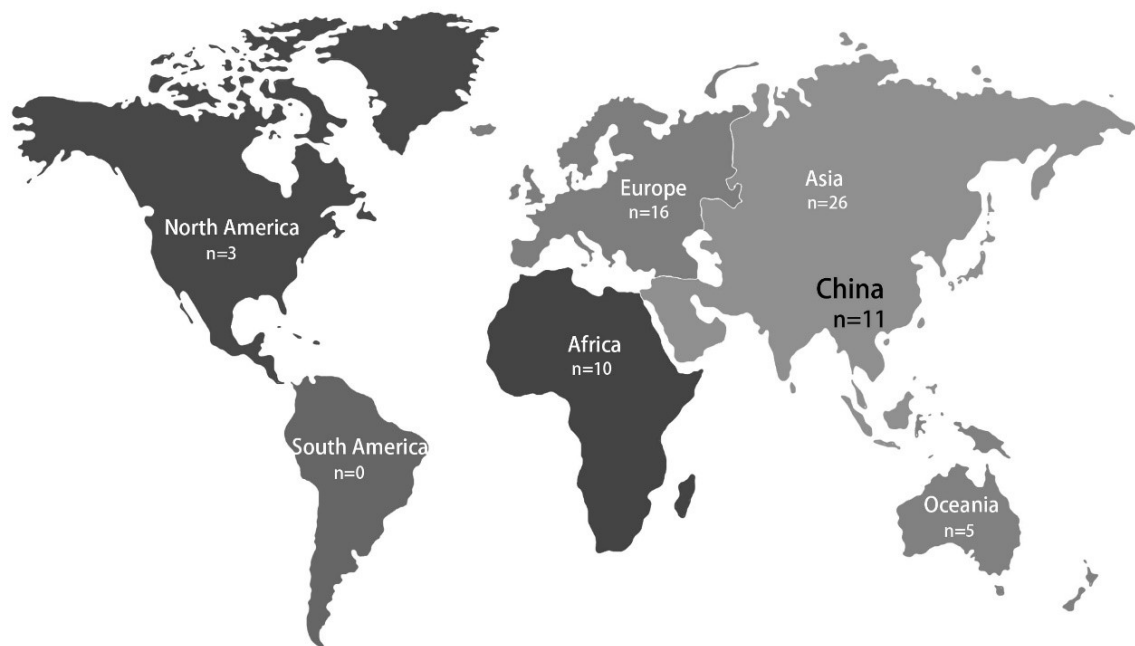 North America
n=3
South America
n=0
Europe
n=16
Africa
n=10
Asia
n=26
China
n=11
Oceania
n=5